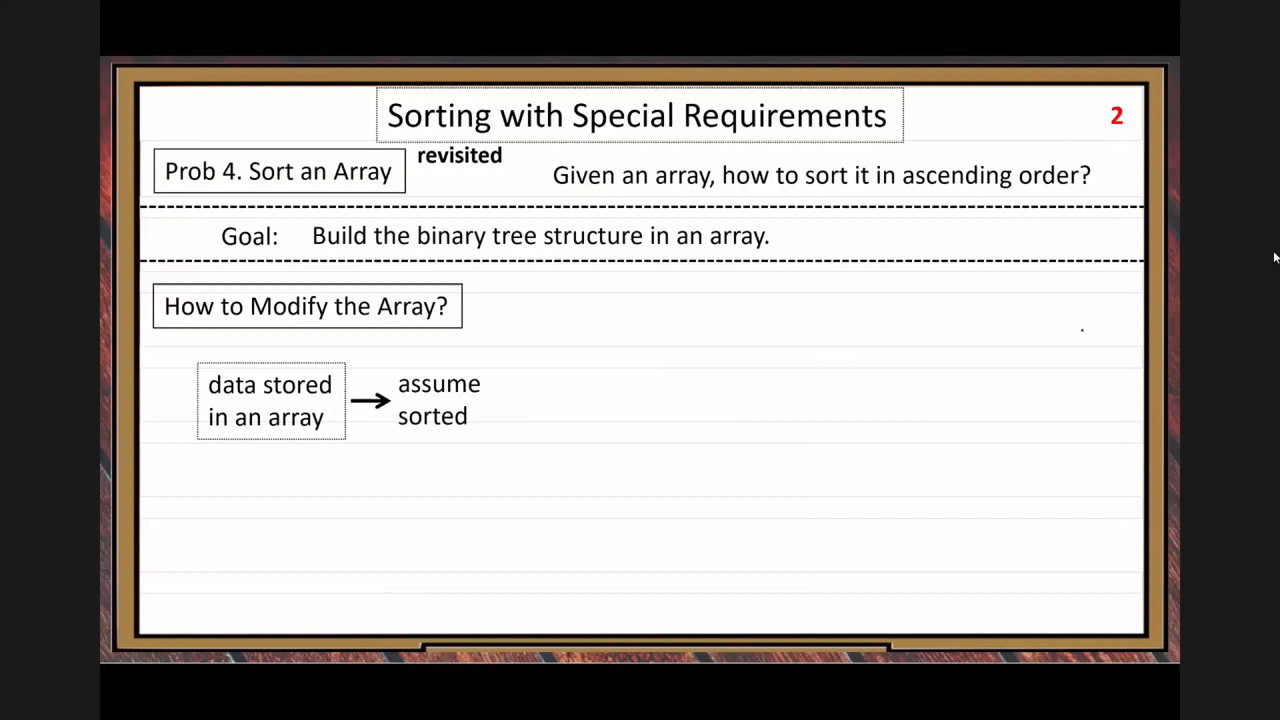 Sorting with Special Requirements
2
Prob 4. Sort an Array
revisited
Given an array, how to sort it in ascending order?
Goal: Build the binary tree structure in an array.
How to Modify the Array?
data stored
in an array
assume
sorted